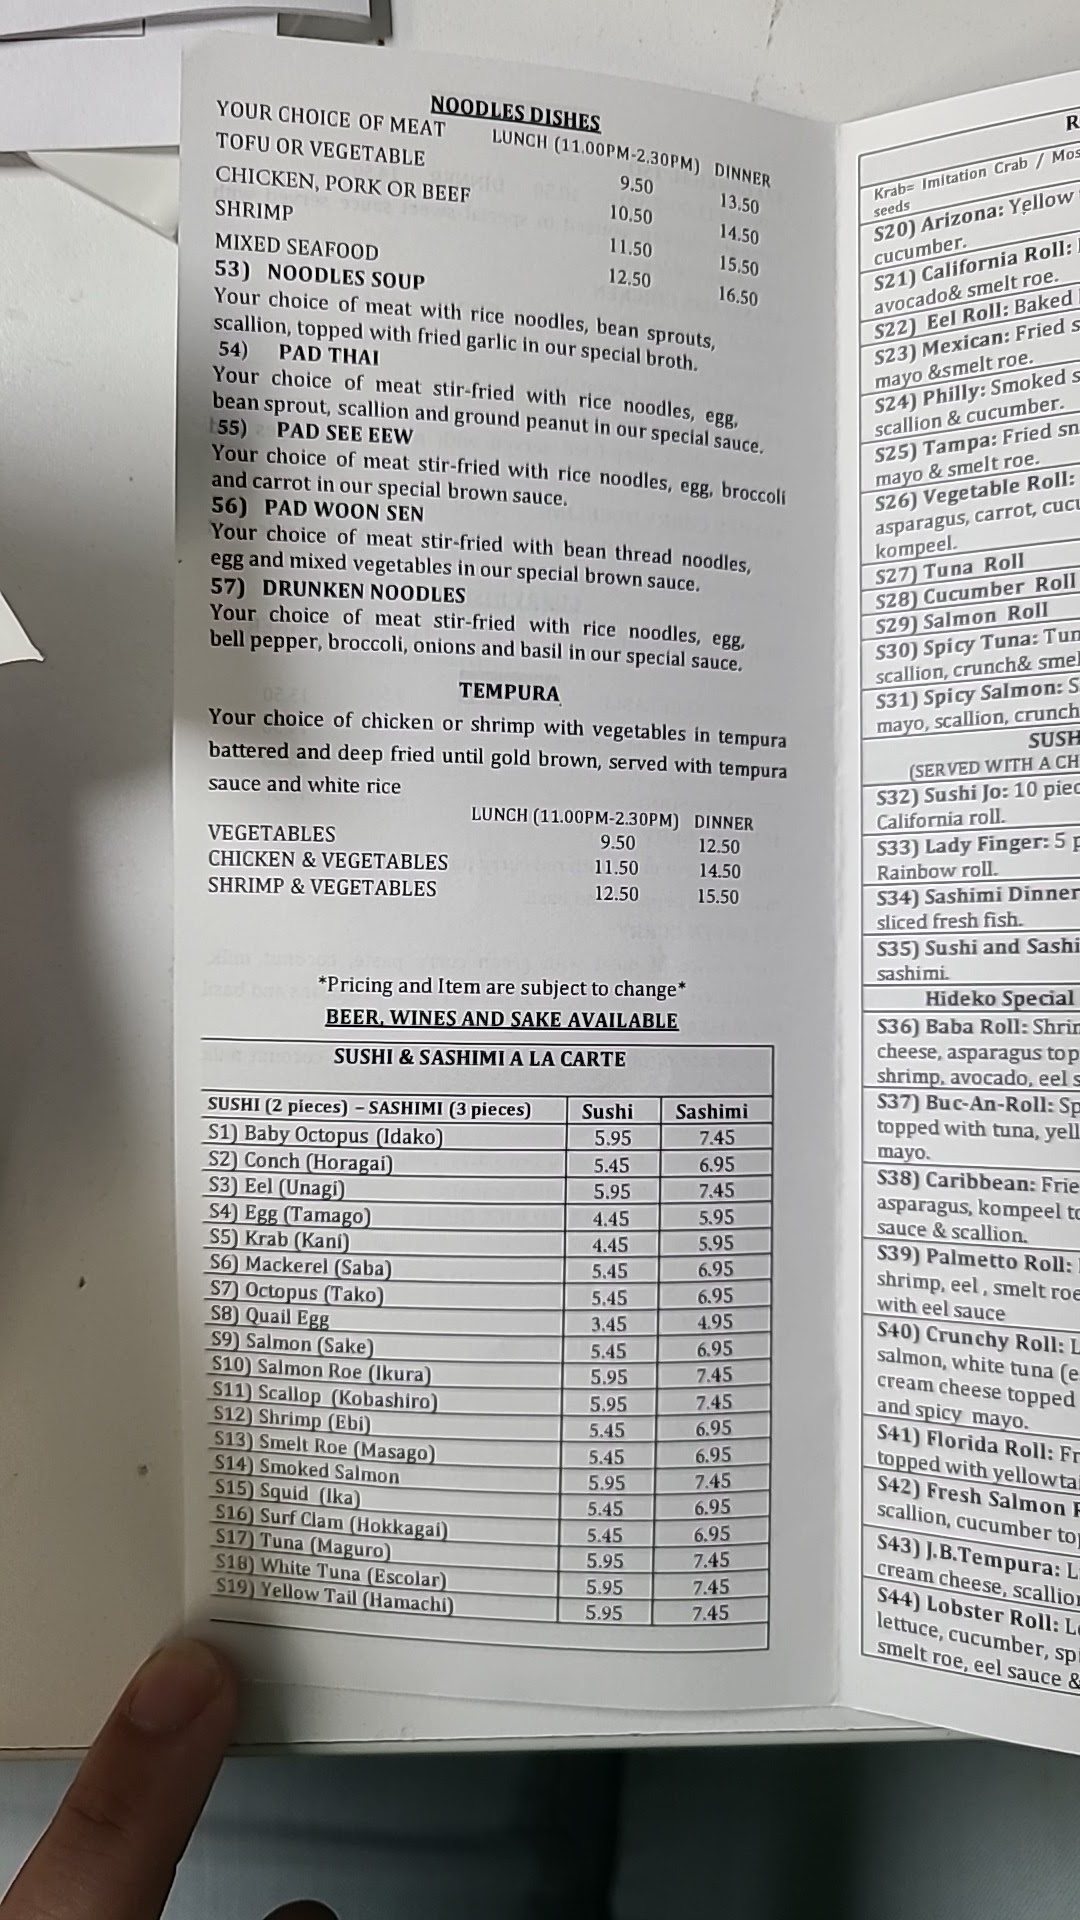 NOODLES DISHES
YOUR CHOICE OF MEAT LUNCH (11.00PM-2.30PM) DINNER
TOFU OR VEGETABLE 9.50 13.50
CHICKEN, PORK OR BEEF 10.50 14.50
SHRIMP 11.50 15.50
MIXED SEAFOOD 12.50 16.50
53) NOODLES SOUP
Your choice of meat with rice noodles, bean sprouts,
scallion, topped with fried garlic in our special broth.
54) PAD THAI
Your choice of meat stir-fried with rice noodles, egg,
bean sprout, scallion and ground peanut in our special sauce.
55) PAD SEE EEW
Your choice of meat stir-fried with rice noodles, egg, broccoli
and carrot in our special brown sauce.
56) PAD WOON SEN
Your choice of meat stir-fried with bean thread noodles,
egg and mixed vegetables in our special brown sauce.
57) DRUNKEN NOODLES
Your choice of meat stir-fried with rice noodles, egg,
bell pepper, broccoli, onions and basil in our special sauce.
TEMPURA
Your choice of chicken or shrimp with vegetables in tempura
battered and deep fried until gold brown, served with tempura
sauce and white rice
LUNCH (11.00PM-2.30PM) DINNER
VEGETABLES 9.50 12.50
CHICKEN & VEGETABLES 11.50 14.50
SHRIMP & VEGETABLES 12.50 15.50
*Pricing and Item are subject to change*
BEER, WINES AND SAKE AVAILABLE
SUSHI & SASHIMI A LA CARTE
SUSHI (2 pieces) – SASHIMI (3 pieces) Sushi Sashimi
S1) Baby Octopus (Idako) 5.95 7.45
S2) Conch (Horagai) 5.45 6.95
S3) Eel (Unagi) 5.95 7.45
S4) Egg (Tamago) 4.45 5.95
S5) Krab (Kani) 4.45 5.95
S6) Mackerel (Saba) 5.45 6.95
S7) Octopus (Tako) 5.45 6.95
S8) Quail Egg 3.45 4.95
S9) Salmon (Sake) 5.45 6.95
S10) Salmon Roe (Ikura) 5.95 7.45
S11) Scallop (Kobashiro) 5.95 7.45
S12) Shrimp (Ebi) 5.45 6.95
S13) Smelt Roe (Masago) 5.45 6.95
S14) Smoked Salmon 5.95 7.45
S15) Squid (Ika) 5.45 6.95
S16) Surf Clam (Hokkagai) 5.45 6.95
S17) Tuna (Maguro) 5.95 7.45
S18) White Tuna (Escolar) 5.95 7.45
S19) Yellow Tail (Hamachi) 5.95 7.45
Krab= Imitation Crab /
seeds
S20) Arizona: Yellow
cucumber.
S21) California Roll:
avocado& smelt roe.
S22) Eel Roll: Baked
S23) Mexican: Fried
mayo &smelt roe.
S24) Philly: Smoked
scallion & cucumber.
S25) Tampa: Fried
mayo & smelt roe.
S26) Vegetable Roll:
asparagus, carrot,
kompeel.
S27) Tuna Roll
S28) Cucumber Roll
S29) Salmon Roll
S30) Spicy Tuna:
scallion, crunch&
S31) Spicy Salmon:
mayo, scallion, crunch
(SERVED WITH A
S32) Sushi Jo: 10
California roll.
S33) Lady Finger: 5
Rainbow roll.
S34) Sashimi Dinner
sliced fresh fish.
S35) Sushi and
sashimi.
Hideko Special
S36) Baba Roll:
cheese, asparagus
shrimp, avocado, eel
S37) Buc-An-Roll:
topped with tuna,
mayo.
S38) Caribbean:
asparagus, kompeel
sauce & scallion.
S39) Palmetto Roll:
shrimp, eel , smelt
with eel sauce
S40) Crunchy Roll:
salmon, white tuna
cream cheese topped
and spicy mayo.
S41) Florida Roll:
topped with
S42) Fresh Salmon
scallion, cucumber
S43) J.B.Tempura:
cream cheese,
S44) Lobster Roll:
lettuce, cucumber,
smelt roe, eel sauce &